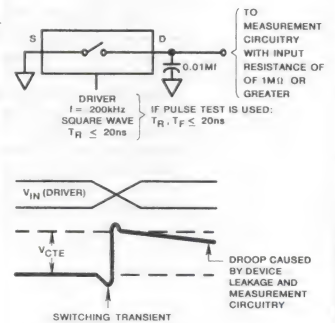 TO
MEASUREMENT
CIRCUITRY
WITH INPUT
RESISTANCE OF
OF 1MΩ OR
GREATER
S
D
0.01Mf
DRIVER
f = 200kHz
SQUARE WAVE
TR ≤ 20ns
IF PULSE TEST IS USED:
TR, TF ≤ 20ns
VIN (DRIVER)
VCTE
DROOP CAUSED
BY DEVICE
LEAKAGE AND
MEASUREMENT
CIRCUITRY
SWITCHING TRANSIENT